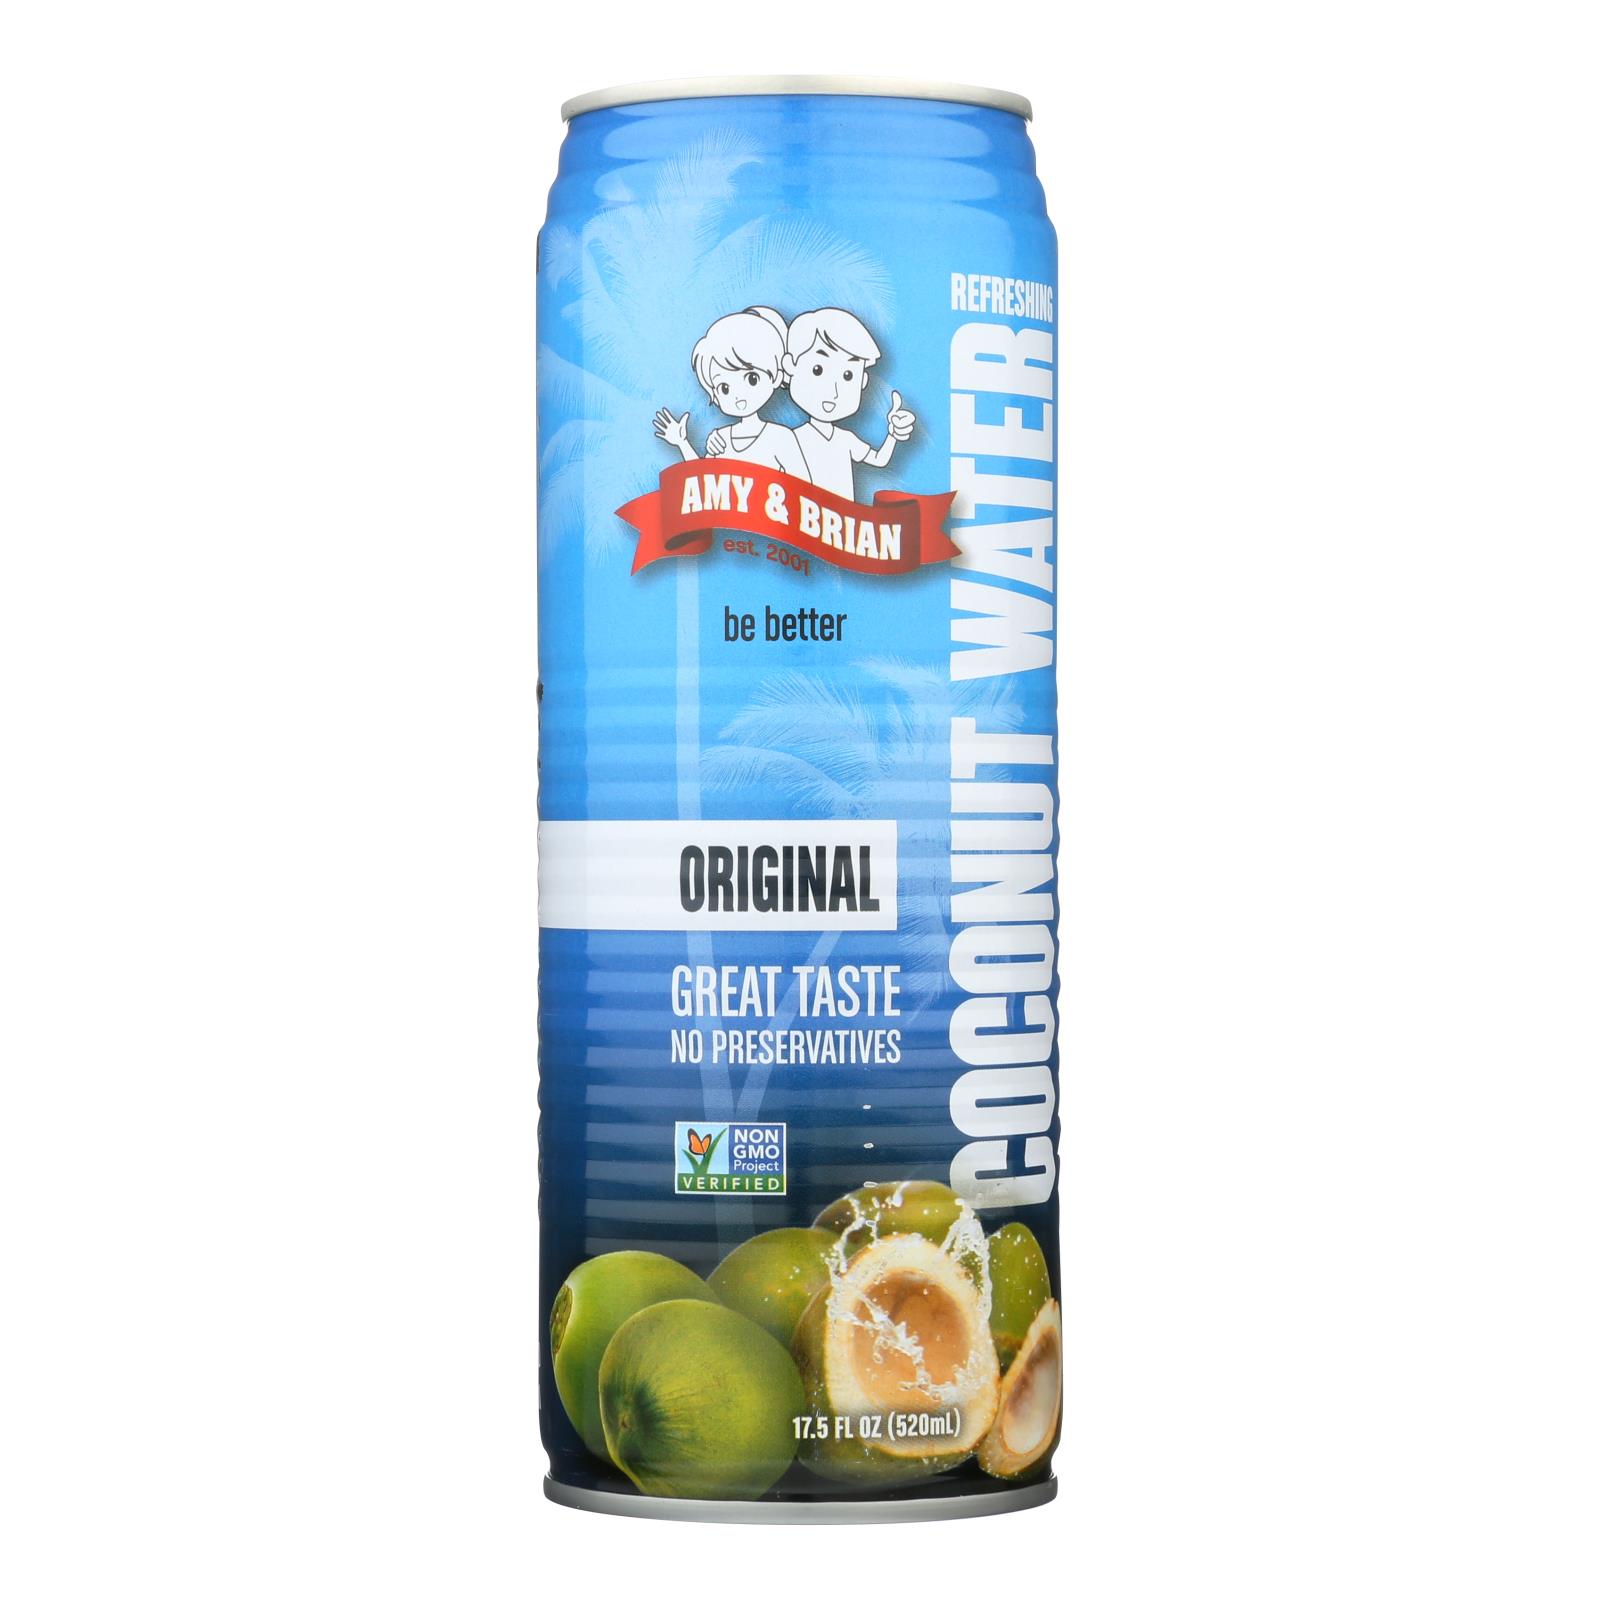 AMY & BRIAN
est. 2001
be better
REFRESHING
COCONUT WATER
ORIGINAL
GREAT TASTE
NO PRESERVATIVES
NON
GMO
Project
VERIFIED
17.5 FL OZ (520mL)